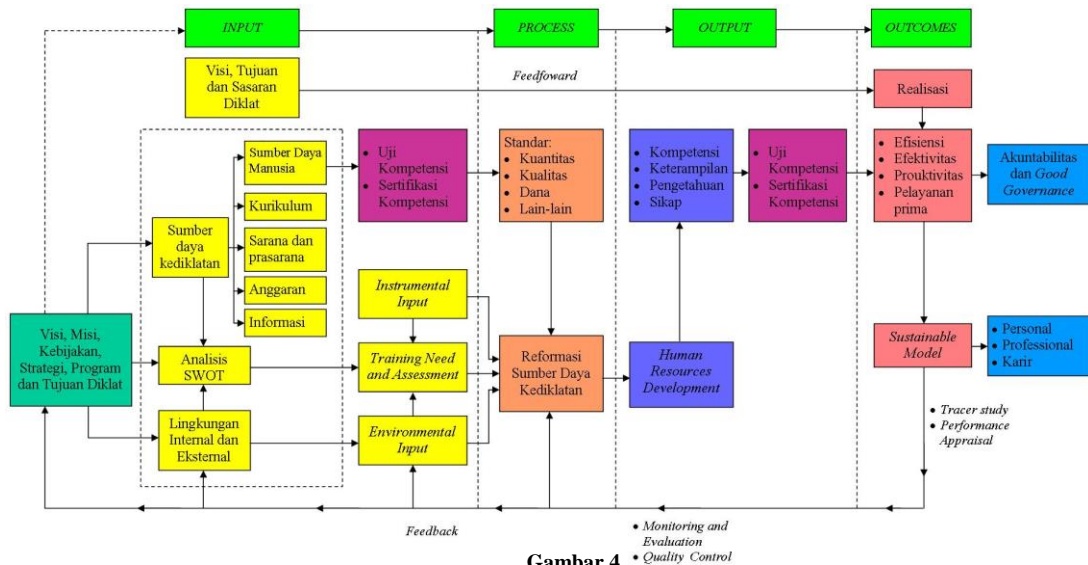 INPUT
PROCESS
OUTPUT
OUTCOMES
Visi, Tujuan
dan Sasaran
Diklat
Feedfoward
Realisasi
Sumber Daya
Manusia
• Uji
Kompetensi
• Sertifikasi
Kompetensi
Standar:
• Kuantitas
• Kualitas
• Dana
• Lain-lain
• Kompetensi
• Keterampilan
• Pengetahuan
• Sikap
• Uji
Kompetensi
• Sertifikasi
Kompetensi
• Efisiensi
• Efektivitas
• Prouktivitas
• Pelayanan
prima
Akuntabilitas
dan Good
Governance
Kurikulum
Sumber
daya
kediklatan
Sarana dan
prasarana
Anggaran
Informasi
Instrumental
Input
Visi, Misi,
Kebijakan,
Strategi, Program
dan Tujuan Diklat
Analisis
SWOT
Training Need
and Assessment
Reformasi
Sumber Daya
Kediklatan
Human
Resources
Development
Sustainable
Model
• Personal
• Professional
• Karir
Lingkungan
Internal dan
Eksternal
Environmental
Input
• Tracer study
• Performance
Appraisal
Feedback
• Monitoring and
Evaluation
• Quality Control
Gambar 4